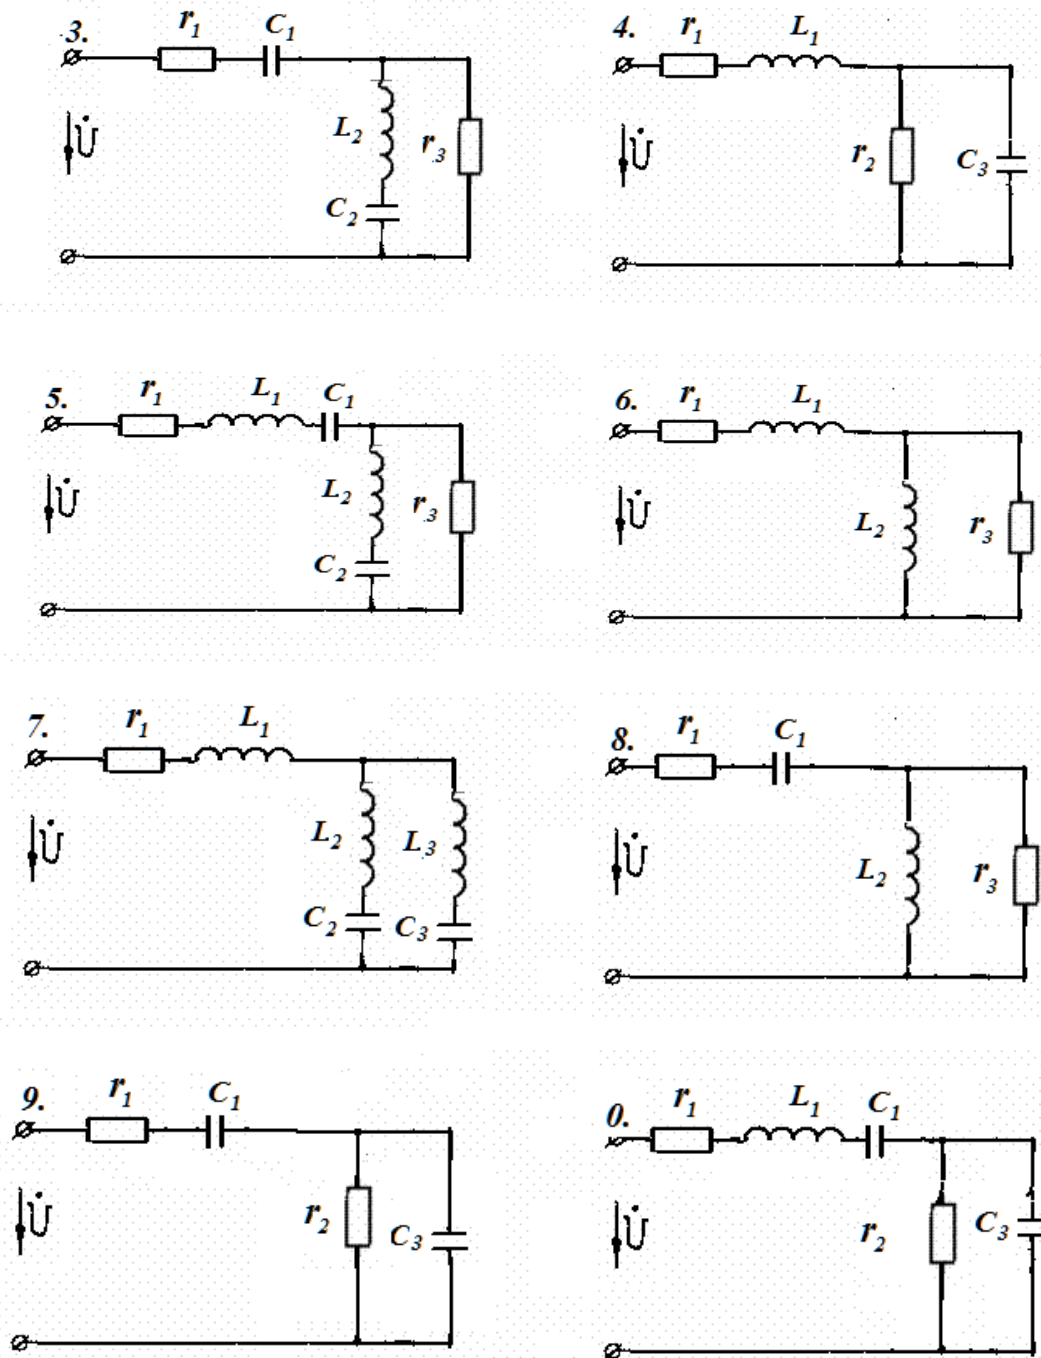 3. r1 C1
U̇ L2 r3
C2
4. r1 L1
U̇ r2 C3
5. r1 L1 C1
U̇ L2 r3
C2
6. r1 L1
U̇ L2 r3
7. r1 L1
U̇ L2 L3
C2 C3
8. r1 C1
U̇ L2 r3
9. r1 C1
U̇ r2 C3
0. r1 L1 C1
U̇ r2 C3